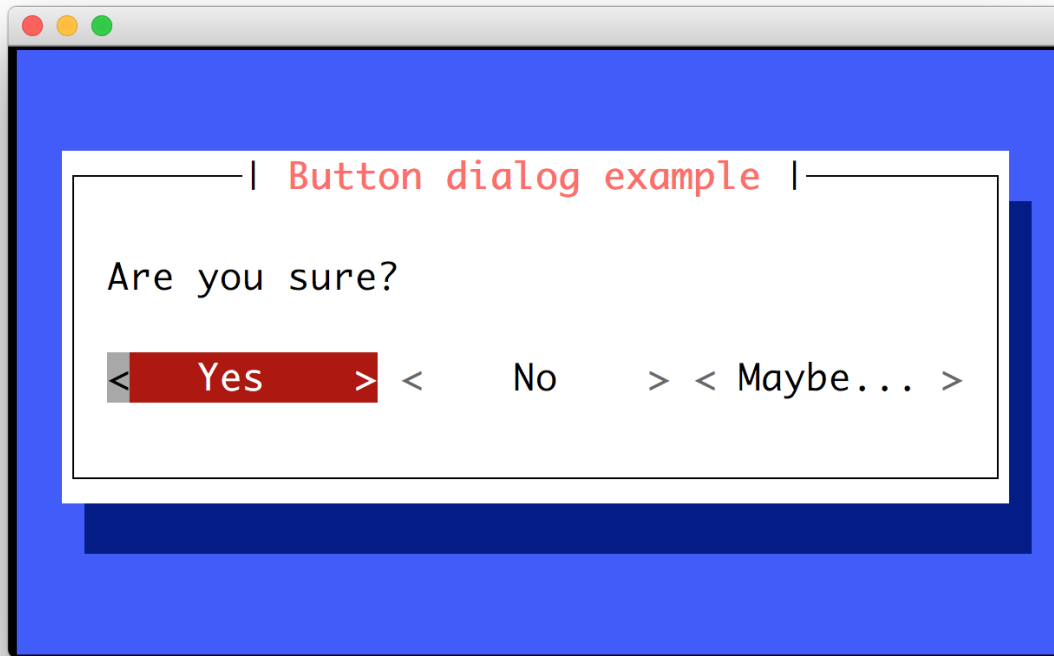 | Button dialog example |
Are you sure?
< Yes > < No > < Maybe... >